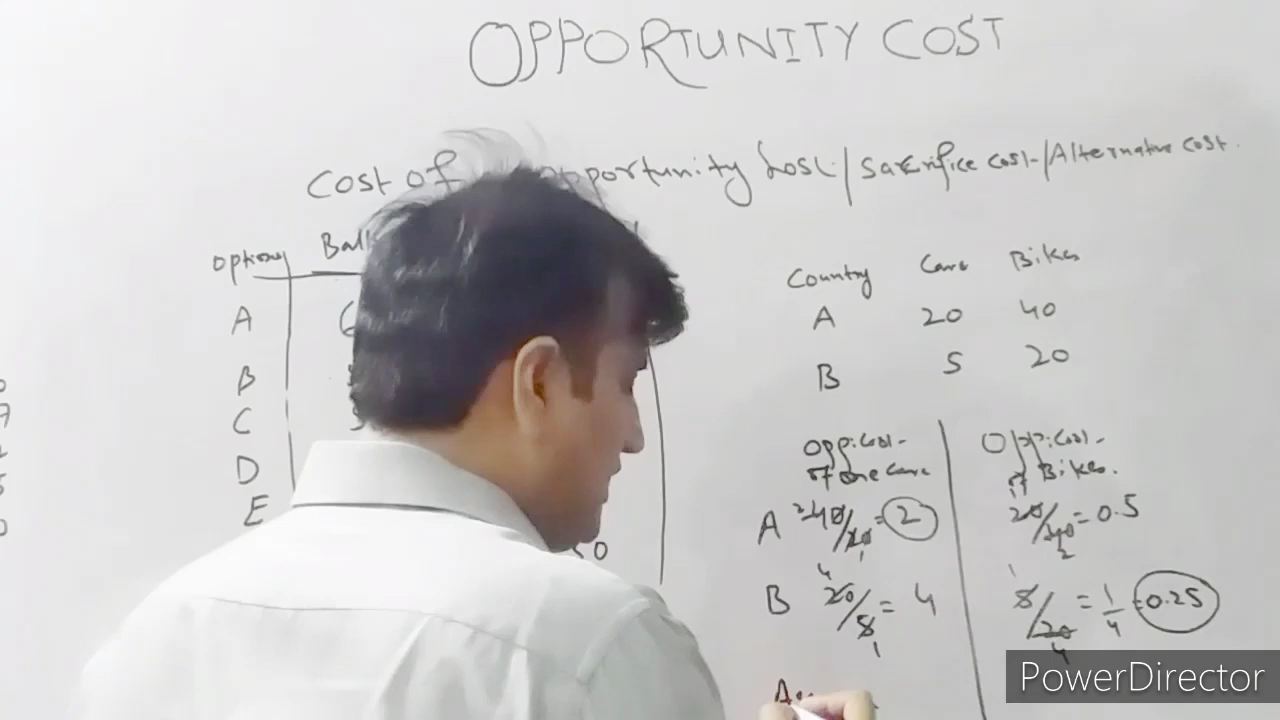 OPPORTUNITY COST
Cost of opportunity Lost / Sacrifice cost / Alternative cost.
Options Ball
A
B
C
D
E
Country Cars Bikes
A 20 40
B 5 20
Opp. Cost of one Care
A 40/20 = 2
B 20/5 = 4
Opp. Cost of Bikes.
20/40 = 0.5
5/20 = 1/4 = 0.25
PowerDirector